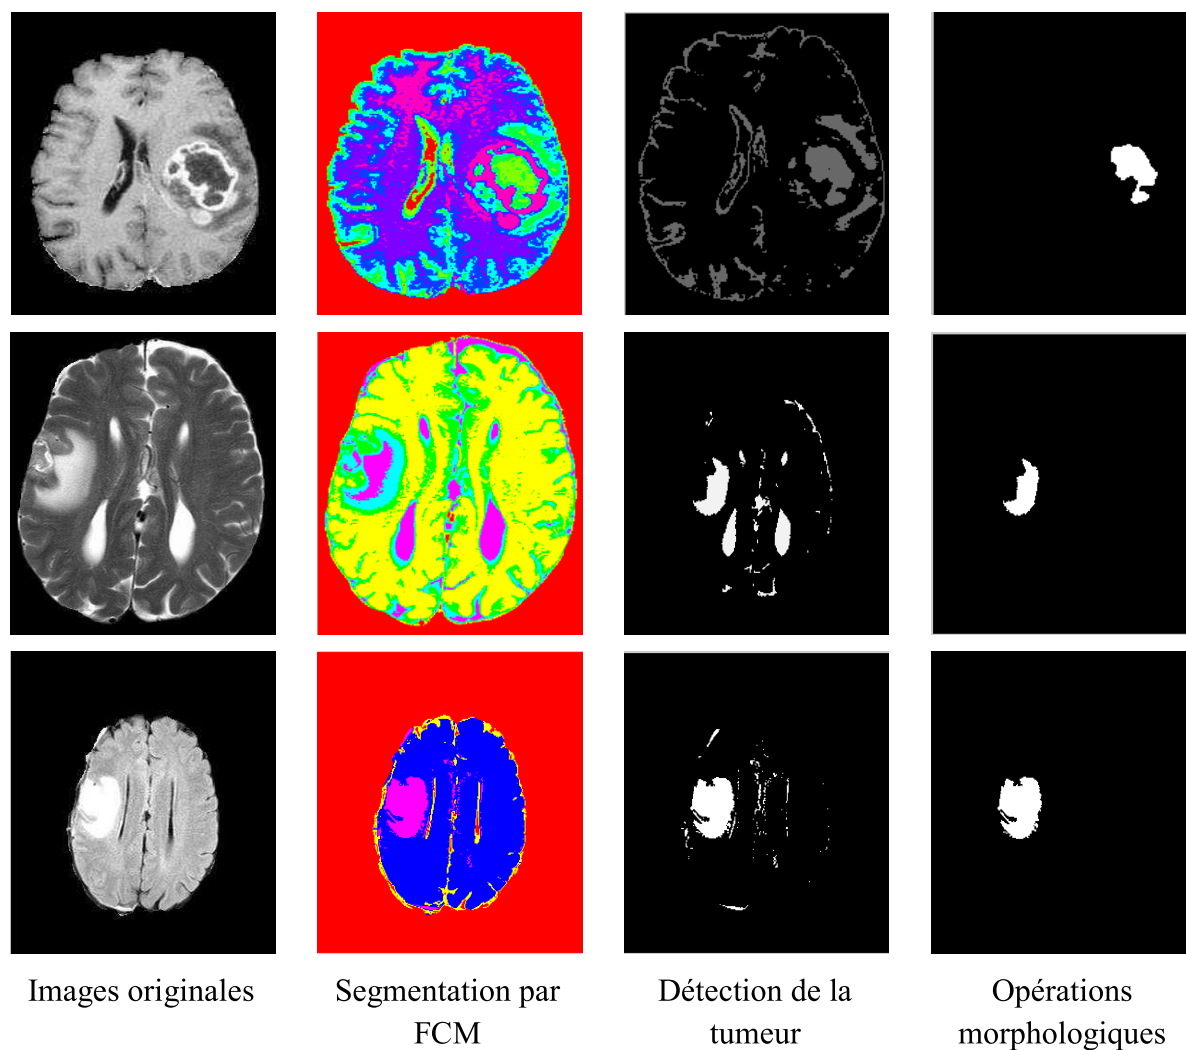 Images originales
Segmentation par
FCM
Détection de la
tumeur
Opérations
morphologiques